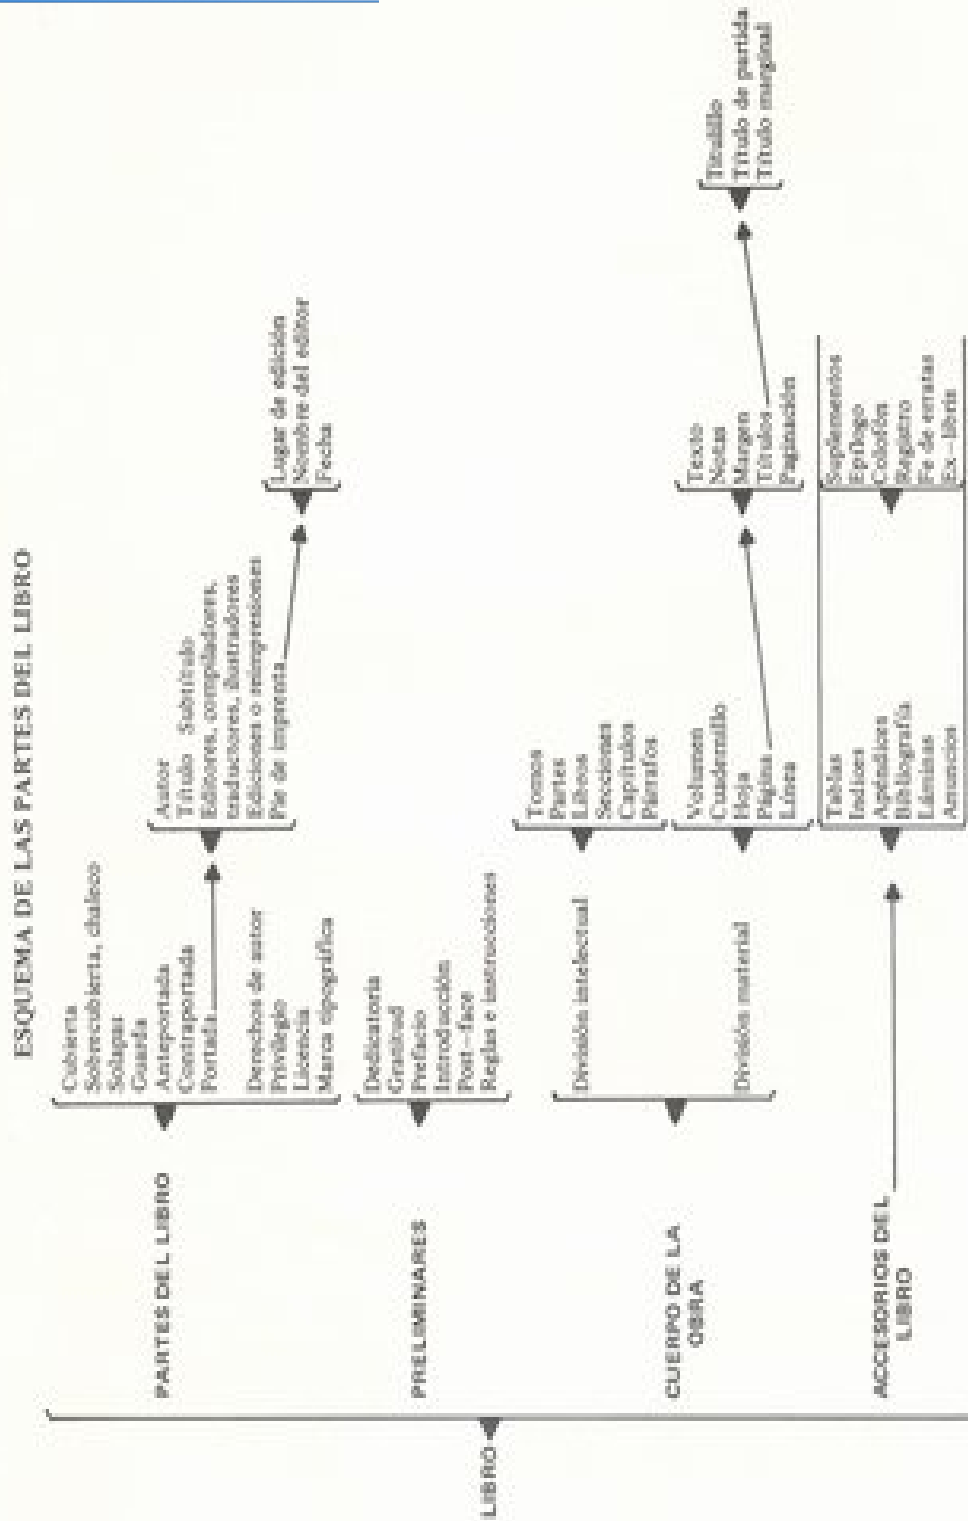 ESQUEMA DE LAS PARTES DEL LIBRO
LIBRO
PARTES DEL LIBRO
Cubierta
Sobrecubierta, chaleco
Solapas
Guarda
Anteportada
Contraportada
Portada
Derechos de autor
Privilegio
Licencia
Marca tipográfica
Autor
Título Subtítulo
Editores, compiladores,
traductores, ilustradores
Ediciones o reimpresiones
Pie de imprenta
Lugar de edición
Nombre del editor
Fecha
PRELIMINARES
Dedicatoria
Gratitud
Prefacio
Introducción
Post-face
Reglas e instrucciones
CUERPO DE LA
OBRA
División intelectual
Tomos
Partes
Libros
Secciones
Capítulos
Párrafos
División material
Volumen
Cuadernillo
Hoja
Página
Línea
Texto
Notas
Margen
Títulos
Paginación
Titulillo
Título de partida
Título marginal
ACCESORIOS DEL
LIBRO
Tablas
Indices
Apéndices
Bibliografía
Láminas
Anuncios
Suplementos
Epílogo
Colofón
Registro
Fe de erratas
Ex-libris